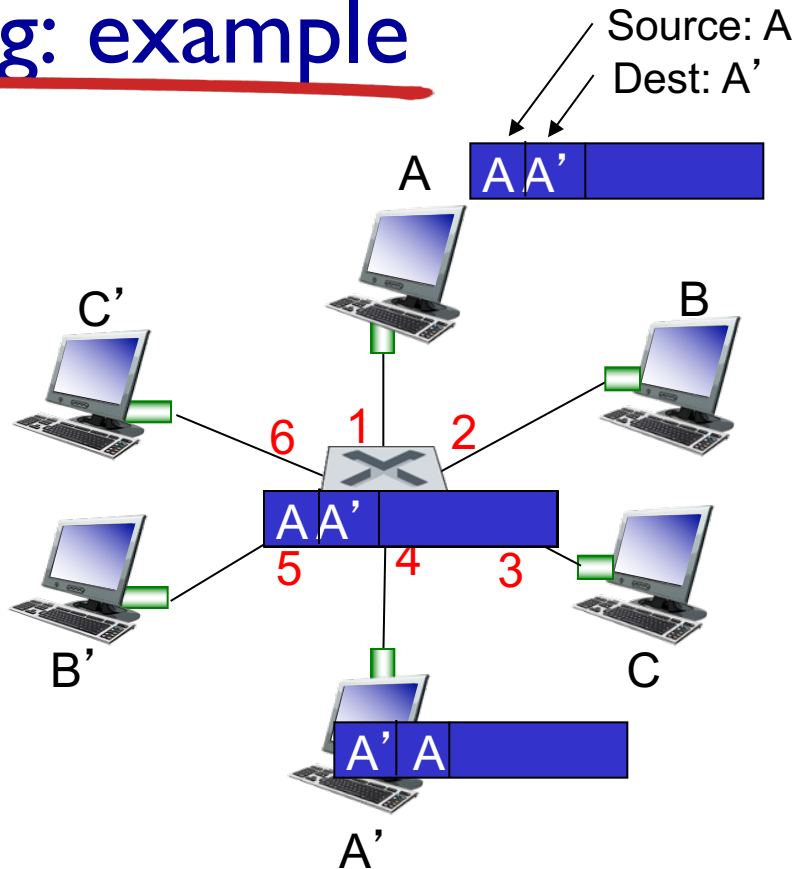 g: example
Source: A
Dest: A’
A
A A’
C’
B
6 1 2
A A’
5 4 3
B’
C
A’ A
A’